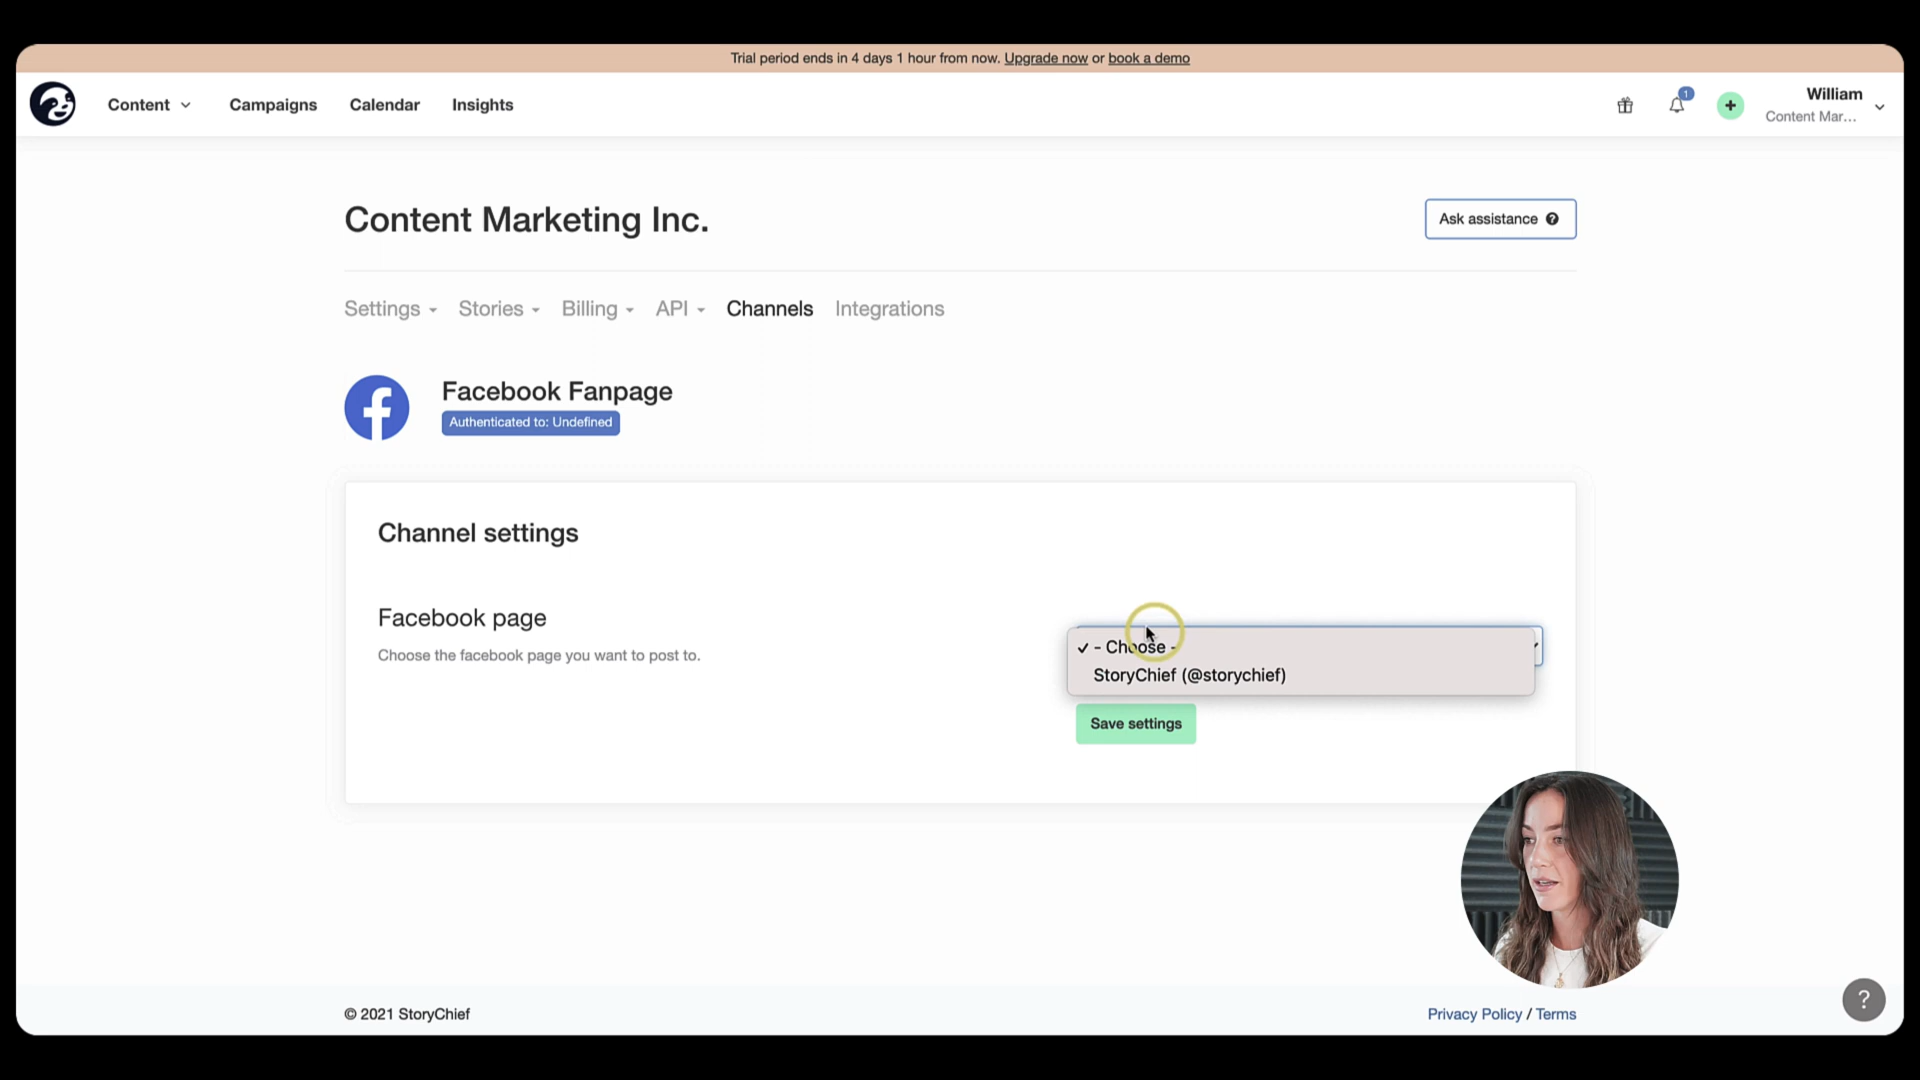 Trial period ends in 4 days 1 hour from now. Upgrade now or book a demo
Content Campaigns Calendar Insights
1
+
William
Content Mar...
Content Marketing Inc.
Ask assistance ?
Settings Stories Billing API Channels Integrations
Facebook Fanpage
Authenticated to: Undefined
Channel settings
Facebook page
Choose the facebook page you want to post to.
✓ - Choose -
StoryChief (@storychief)
Save settings
© 2021 StoryChief
Privacy Policy / Terms
?